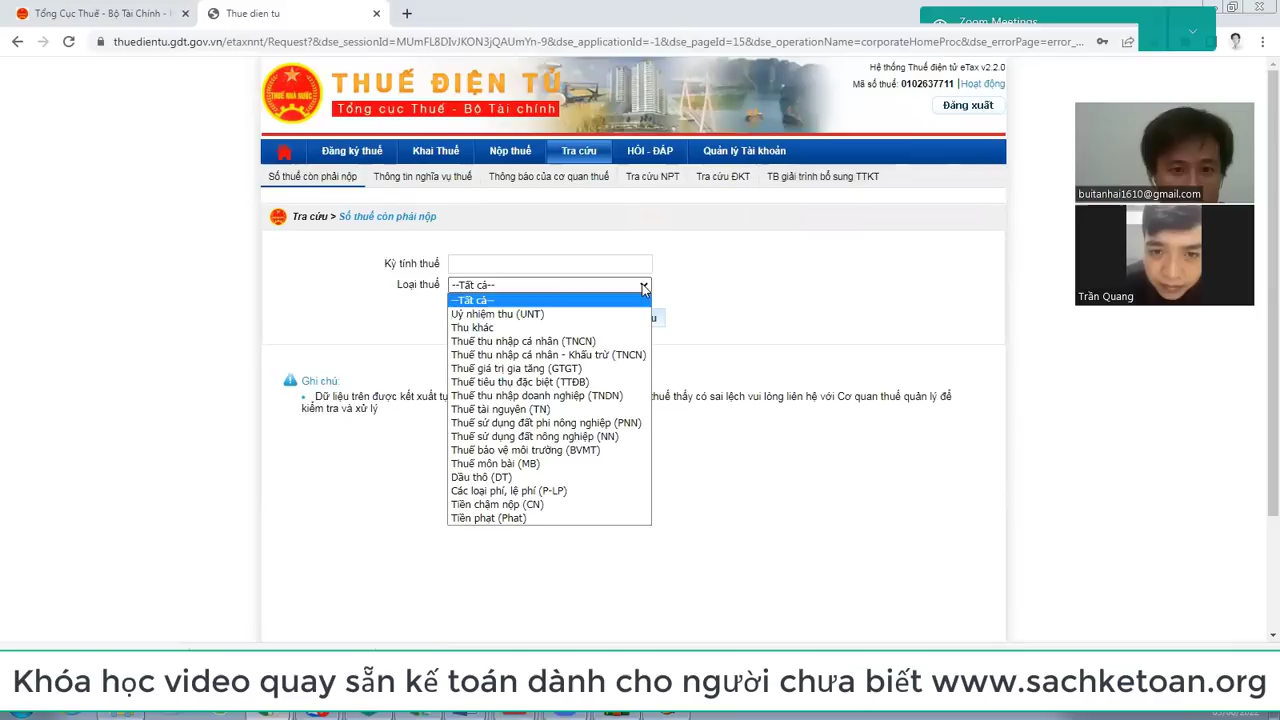 Tổng Cục Thuế - Bộ Tài Chính -
Thue dien tu
Zoom Meetings
thuedientu.gdt.gov.vn/etaxnnt/Request?&dse_sessionId=
&dse_applicationId=-1&dse_pageId=15&dse_operationName=corporateHomeProc&dse_errorPage=error_...
THUẾ NHÀ NƯỚC
THUẾ ĐIỆN TỬ
Tổng cục Thuế - Bộ Tài chính
Hệ thống Thuế điện tử eTax v2.2.0
Mã số thuế: 0102637711 |Hoạt động
Đăng xuất
Đăng ký thuế
Khai Thuế
Nộp thuế
Tra cứu
HỎI - ĐÁP
Quản lý Tài khoản
Số thuế còn phải nộp
Thông tin nghĩa vụ thuế
Thông báo của cơ quan thuế
Tra cứu NPT
Tra cứu ĐKT
TB giải trình bổ sung TTKT
Tra cứu > Số thuế còn phải nộp
Kỳ tính thuế
Loại thuế
--Tất cả--
--Tất cả--
Uỷ nhiệm thu (UNT)
Thu khác
Thuế thu nhập cá nhân (TNCN)
Thuế thu nhập cá nhân - Khấu trừ (TNCN)
Thuế giá trị gia tăng (GTGT)
Thuế tiêu thụ đặc biệt (TTĐB)
Thuế thu nhập doanh nghiệp (TNDN)
Thuế tài nguyên (TN)
Thuế sử dụng đất phi nông nghiệp (PNN)
Thuế sử dụng đất nông nghiệp (NN)
Thuế bảo vệ môi trường (BVMT)
Thuế môn bài (MB)
Dầu thô (DT)
Các loại phí, lệ phí (P-LP)
Tiền chậm nộp (CN)
Tiền phạt (Phat)
Ghi chú:
Dữ liệu trên được kết xuất tự
thuế thấy có sai lệch vui lòng liên hệ với Cơ quan thuế quản lý để
kiểm tra và xử lý
buitanhai1610@gmail.com
Trần Quang
Khóa học video quay sẵn kế toán dành cho người chưa biết www.sachketoan.org